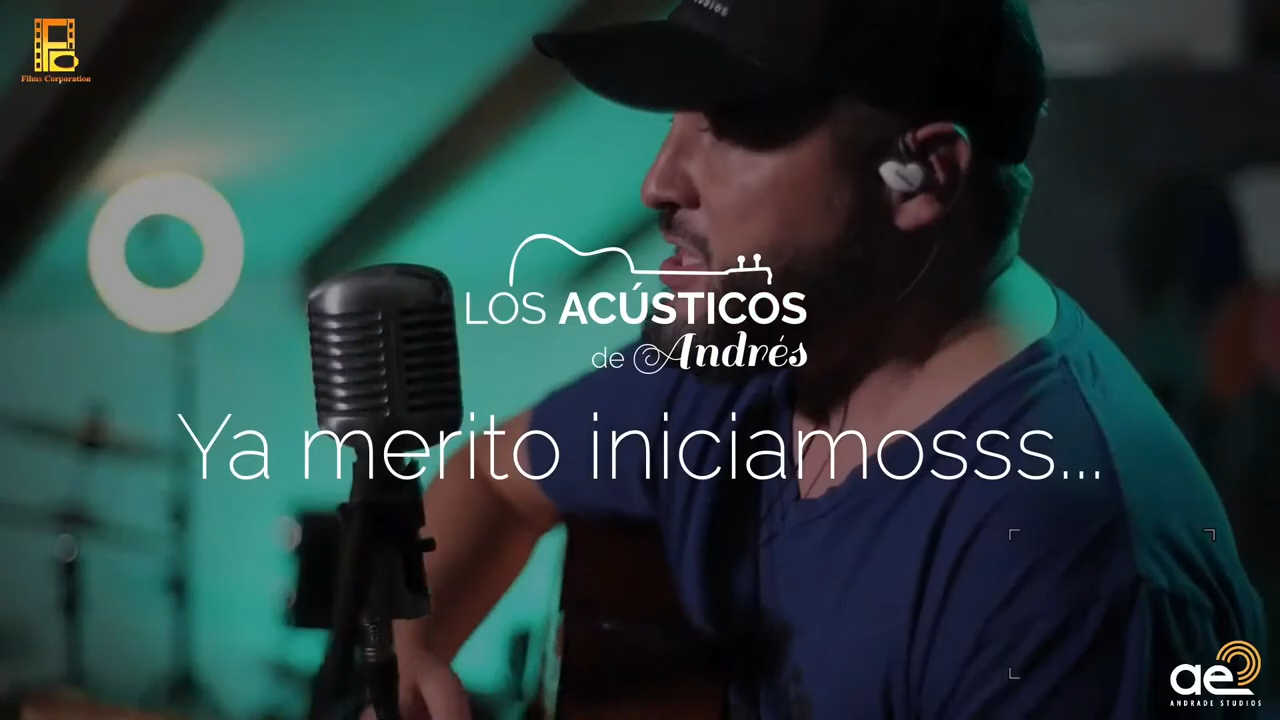 Films Corporation
LOS ACÚSTICOS
de Andrés
Ya merito iniciamosss...
ae
ANDRADE STUDIOS